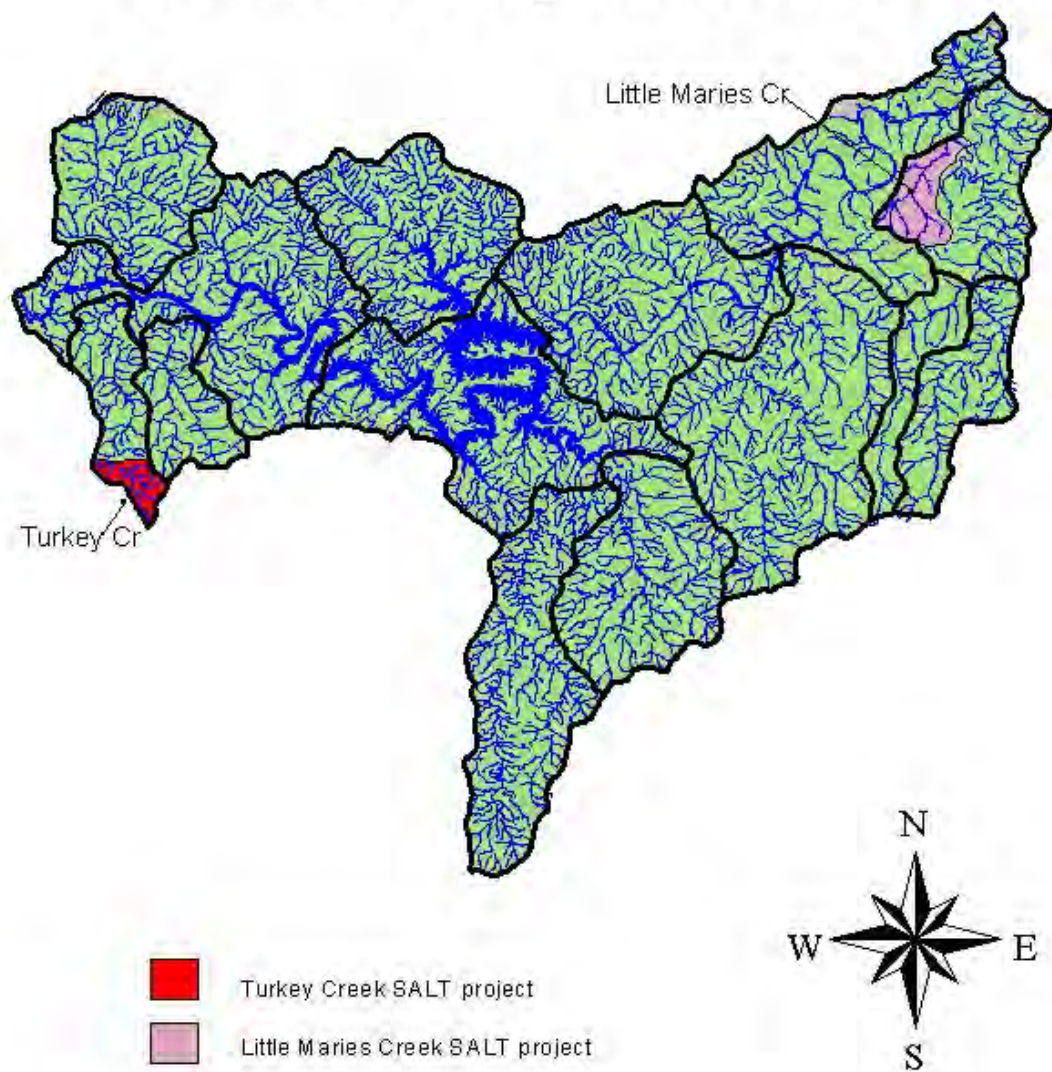 Little Maries Cr
Turkey Cr
N
W
E
S
Turkey Creek SALT project
Little Maries Creek SALT project